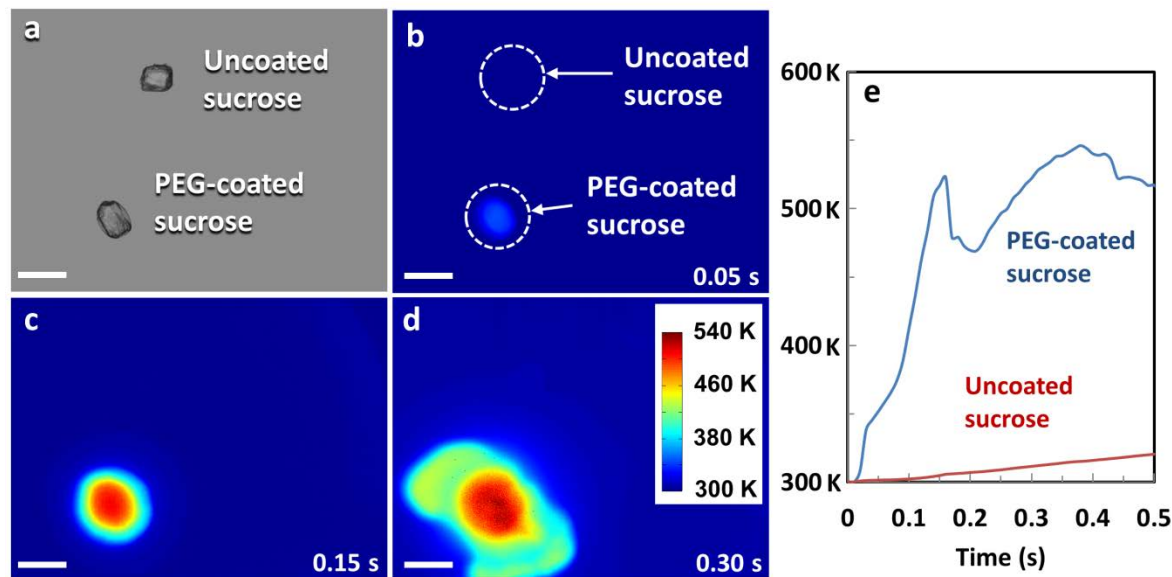 a
Uncoated
sucrose
PEG-coated
sucrose
b
Uncoated
sucrose
PEG-coated
sucrose
0.05 s
c
0.15 s
d
540 K
460 K
380 K
300 K
0.30 s
e
600 K
500 K
400 K
300 K
PEG-coated
sucrose
Uncoated
sucrose
0 0.1 0.2 0.3 0.4 0.5
Time (s)